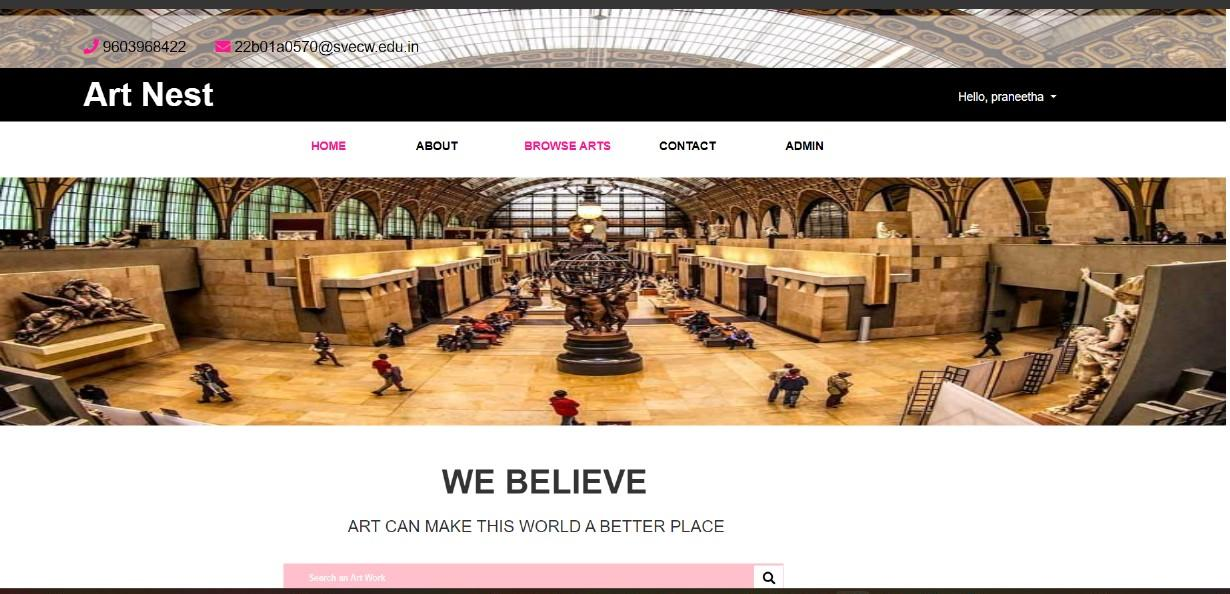 9603968422 22b01a0570@svecw.edu.in
Art Nest
Hello, praneetha
HOME ABOUT BROWSE ARTS CONTACT ADMIN
WE BELIEVE
ART CAN MAKE THIS WORLD A BETTER PLACE
Search an Art Work